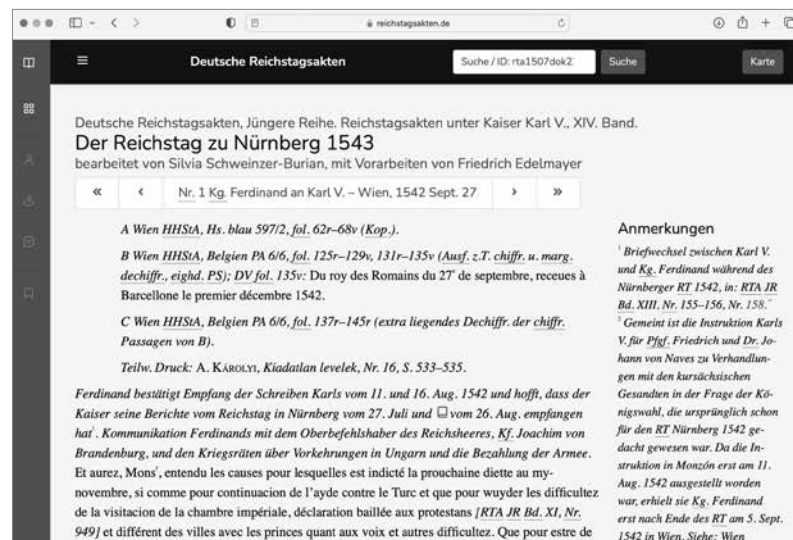 reichstagsakten.de
Deutsche Reichstagsakten
Suche / ID: rta1507dok2
Suche
Karte
Deutsche Reichstagsakten, Jüngere Reihe. Reichstagsakten unter Kaiser Karl V., XIV. Band.
Der Reichstag zu Nürnberg 1543
bearbeitet von Silvia Schweinzer-Burian, mit Vorarbeiten von Friedrich Edelmayer
« ‹ Nr. 1 Kg. Ferdinand an Karl V. – Wien, 1542 Sept. 27 › »
A Wien HHStA, Hs. blau 597/2, fol. 62r–68v (Kop.).
B Wien HHStA, Belgien PA 6/6, fol. 125r–129v, 131r–135v (Ausf. z.T. chiffr. u. marg.
dechiffr., eighd. PS); DV fol. 135v: Du roy des Romains du 27e de septembre, receues à
Barcellone le premier décembre 1542.
C Wien HHStA, Belgien PA 6/6, fol. 137r–145r (extra liegendes Dechiffr. der chiffr.
Passagen von B).
Teilw. Druck: A. KÁROLYI, Kiadatlan levelek, Nr. 16, S. 533–535.
Ferdinand bestätigt Empfang der Schreiben Karls vom 11. und 16. Aug. 1542 und hofft, dass der
Kaiser seine Berichte vom Reichstag in Nürnberg vom 27. Juli und vom 26. Aug. empfangen
hat1. Kommunikation Ferdinands mit dem Oberbefehlshaber des Reichsheeres, Kf. Joachim von
Brandenburg, und den Kriegsräten über Vorkehrungen in Ungarn und die Bezahlung der Armee.
Et aurez, Monsr, entendu les causes pour lesquelles est indicté la prouchaine diette au my-
novembre, si comme pour continuacion de l'ayde contre le Turc et que pour wuyder les difficultez
de la visitacion de la chambre impériale, déclaration baillée aux protestans [RTA JR Bd. XI, Nr.
949] et différent des villes avec les princes quant aux voix et autres difficultez. Que pour estre de
Anmerkungen
1 Briefwechsel zwischen Karl V.
und Kg. Ferdinand während des
Nürnberger RT 1542, in: RTA JR
Bd. XIII, Nr. 155–156, Nr. 158.
2 Gemeint ist die Instruktion Karls
V. für Pfgf. Friedrich und Dr. Jo-
hann von Naves zu Verhandlun-
gen mit den kursächsischen
Gesandten in der Frage der Kö-
nigswahl, die ursprünglich schon
für den RT Nürnberg 1542 ge-
dacht gewesen war. Da die In-
struktion in Monzón erst am 11.
Aug. 1542 ausgestellt worden
war, erhielt sie Kg. Ferdinand
erst nach Ende des RT am 5. Sept.
1542 in Wien. Siehe: Wien